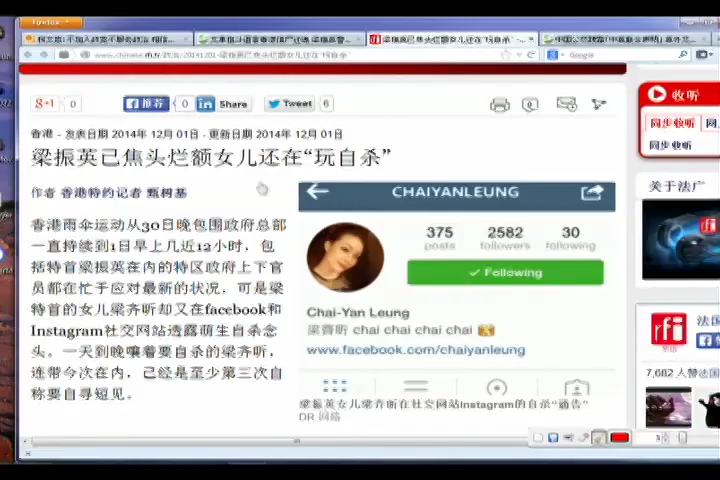 Firefox
Google
g+1 0
推荐 0
Share
Tweet 6
香港 - 发表日期 2014年 12月 01日 - 更新日期 2014年 12月 01日
梁振英已焦头烂额女儿还在“玩自杀”
作者 香港特约记者 甄树基
香港雨伞运动从30日晚包围政府总部
一直持续到1日早上几近12小时，包
括特首梁振英在内的特区政府上下官
员都在忙于应对最新的状况，可是梁
特首的女儿梁齐昕却又在facebook和
Instagram社交网站透露萌生自杀念
头。一天到晚嚷着要自杀的梁齐昕，
连带今次在内，已经是至少第三次自
称要自寻短见。
CHAIYANLEUNG
375 2582 30
posts followers following
Following
Chai-Yan Leung
梁齊昕 chai chai chai chai
www.facebook.com/chaiyanleung
梁振英女儿梁齐昕在社交网站Instagram的自杀“通告”
DR 网络
收听
同步收听
同步收听
关于法广
rfi
7,682 人赞法国